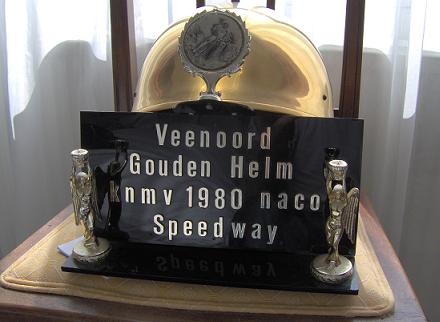 Veenoord
Gouden Helm
knmv 1980 naco
Speedway